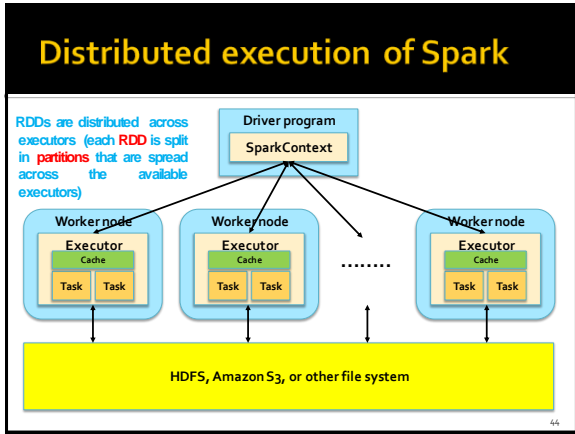 Distributed execution of Spark
RDDs are distributed across
executors (each RDD is split
in partitions that are spread
across the available
executors)
Driver program
SparkContext
Worker node
Executor
Cache
Task Task
Worker node
Executor
Cache
Task Task
........
Worker node
Executor
Cache
Task Task
HDFS, Amazon S3, or other file system
44